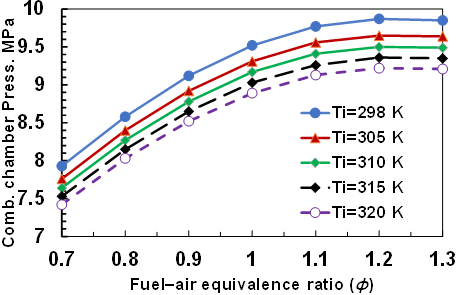 Comb. chamber Press. MPa
10
9.5
9
8.5
8
7.5
7
0.7 0.8 0.9 1 1.1 1.2 1.3
Fuel–air equivalence ratio (ϕ)
Ti=298 K
Ti=305 K
Ti=310 K
Ti=315 K
Ti=320 K